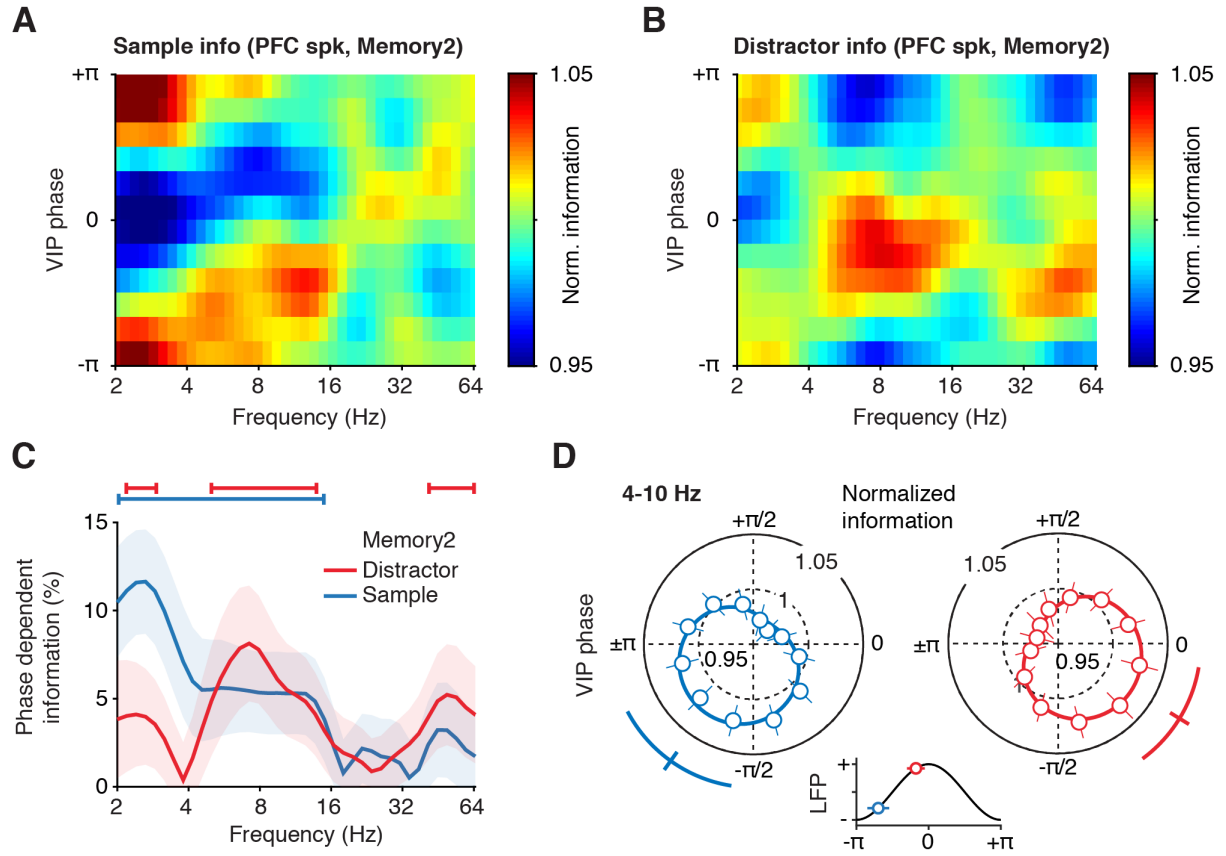 A
Sample info (PFC spk, Memory2)
+π
0
-π
VIP phase
2 4 8 16 32 64
Frequency (Hz)
1.05
0.95
Norm. information
B
Distractor info (PFC spk, Memory2)
+π
0
-π
VIP phase
2 4 8 16 32 64
Frequency (Hz)
1.05
0.95
Norm. information
C
15
10
5
0
Phase dependent
information (%)
Memory2
Distractor
Sample
2 4 8 16 32 64
Frequency (Hz)
D
4-10 Hz
Normalized
information
VIP phase
+π/2
1.05
1
±π
0.95
0
-π/2
+π/2
1.05
±π
0.95
0
1
-π/2
LFP
+
-
-π 0 +π